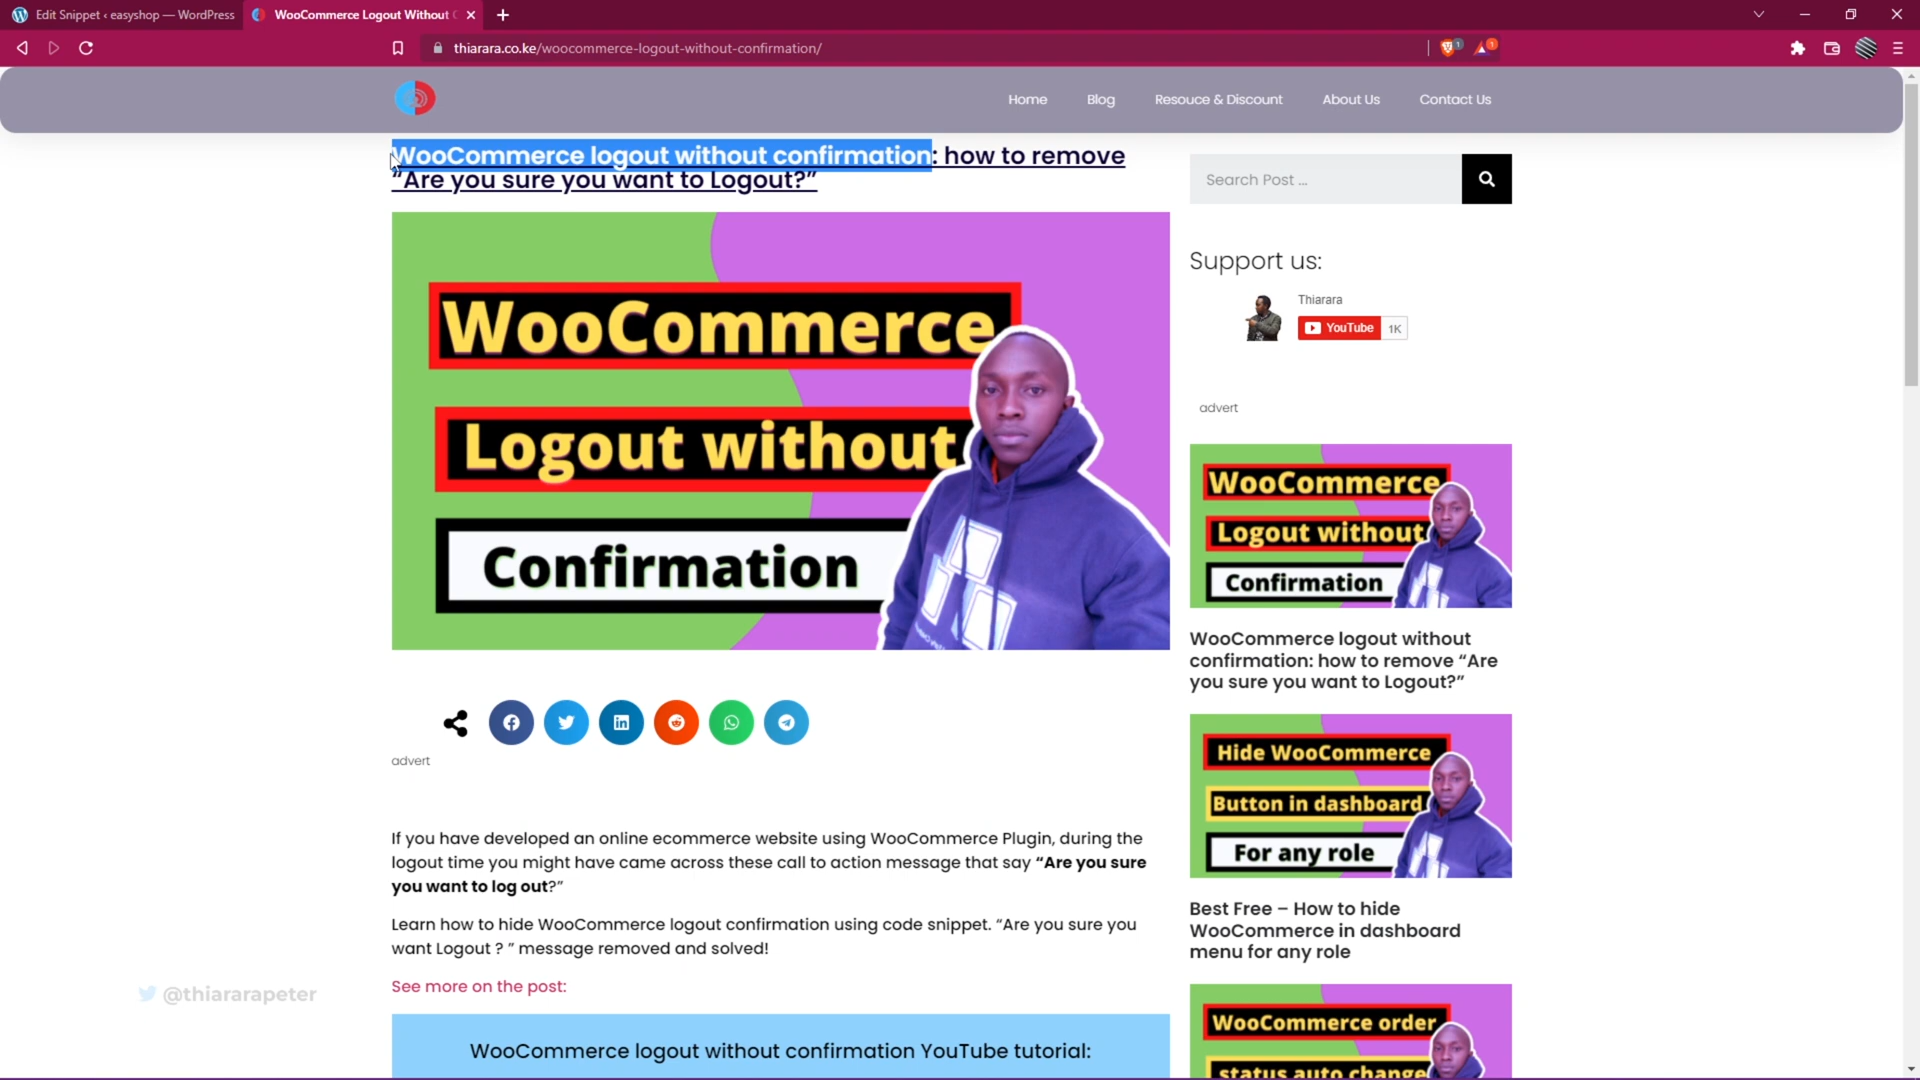 Edit Snippet ‹ easyshop — WordPress
WooCommerce Logout Without C
thiarara.co.ke/woocommerce-logout-without-confirmation/
1
1
Home
Blog
Resouce & Discount
About Us
Contact Us
WooCommerce logout without confirmation: how to remove
“Are you sure you want to Logout?”
WooCommerce
Logout without
Confirmation
advert
If you have developed an online ecommerce website using WooCommerce Plugin, during the
logout time you might have came across these call to action message that say “Are you sure
you want to log out?”
Learn how to hide WooCommerce logout confirmation using code snippet. “Are you sure you
want Logout ? ” message removed and solved!
See more on the post:
WooCommerce logout without confirmation YouTube tutorial:
@thiararapeter
Search Post ...
Support us:
Thiarara
YouTube
1K
advert
WooCommerce
Logout without
Confirmation
WooCommerce logout without
confirmation: how to remove “Are
you sure you want to Logout?”
Hide WooCommerce
Button in dashboard
For any role
Best Free – How to hide
WooCommerce in dashboard
menu for any role
WooCommerce order
status auto change